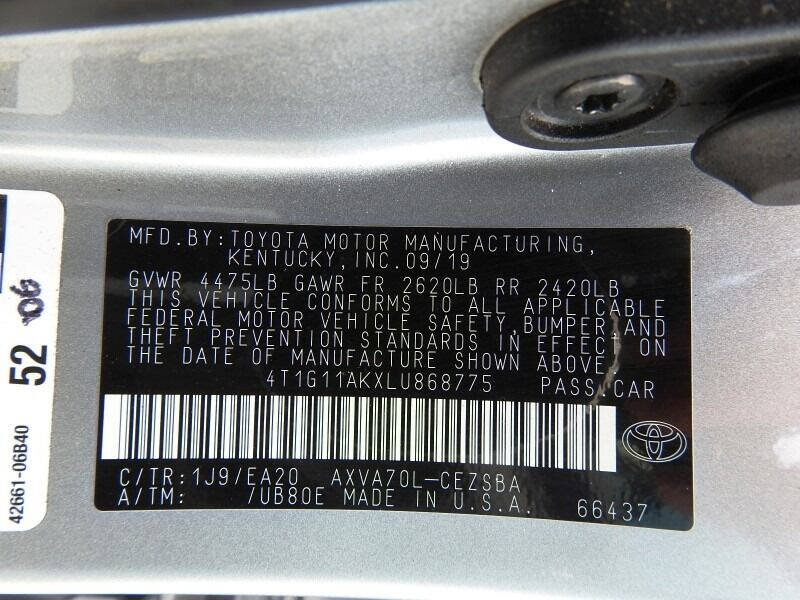 MFD.BY:TOYOTA MOTOR MANUFACTURING,
KENTUCKY,INC.09/19
GVWR 4475LB GAWR FR 2620LB RR 2420LB
THIS VEHICLE CONFORMS TO ALL APPLICABLE
FEDERAL MOTOR VEHICLE SAFETY,BUMPER,AND
THEFT PREVENTION STANDARDS IN EFFECT ON
THE DATE OF MANUFACTURE SHOWN ABOVE.
4T1G11AKXLU868775 PASS.CAR
C/TR:1J9/EA20 AXVA70L-CEZSBA
A/TM: /UB80E MADE IN U.S.A. 66437
52 06
42661-06B40